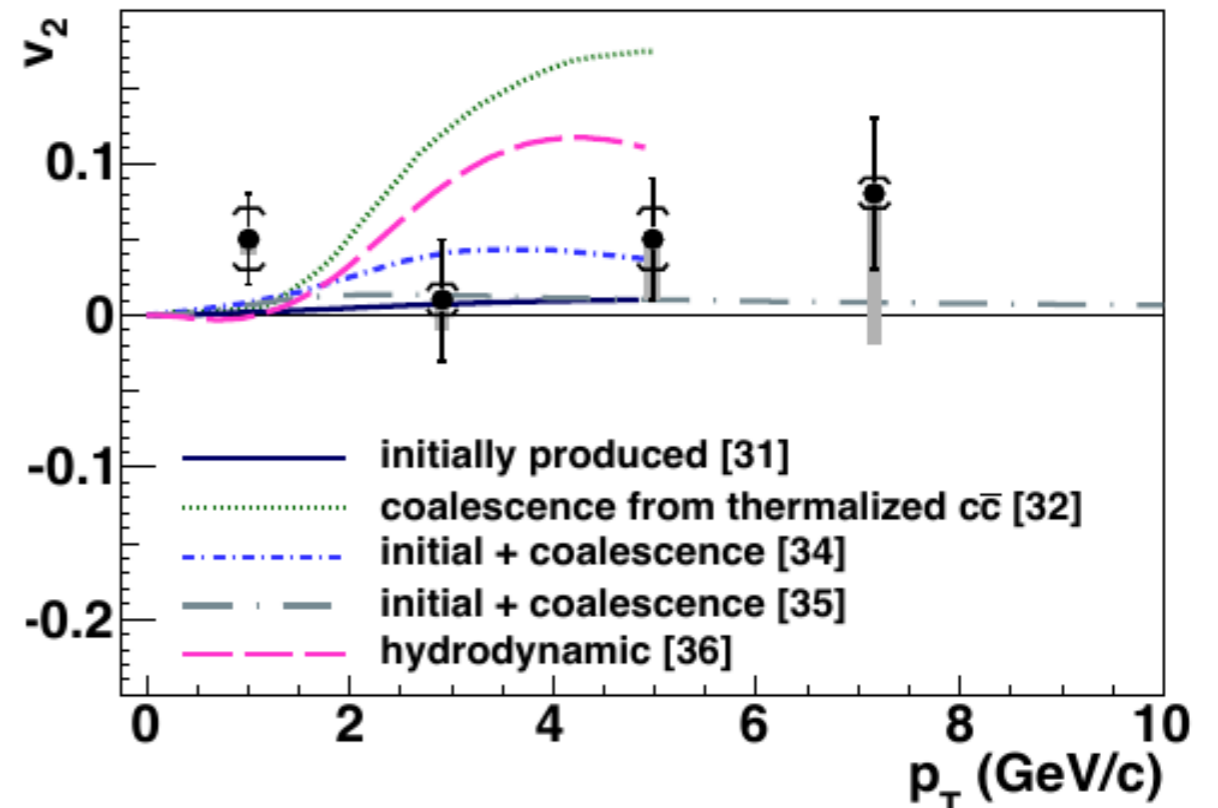 v2
0.1
0
-0.1
-0.2
initially produced [31]
coalescence from thermalized cc̅ [32]
initial + coalescence [34]
initial + coalescence [35]
hydrodynamic [36]
0 2 4 6 8 10
pT (GeV/c)